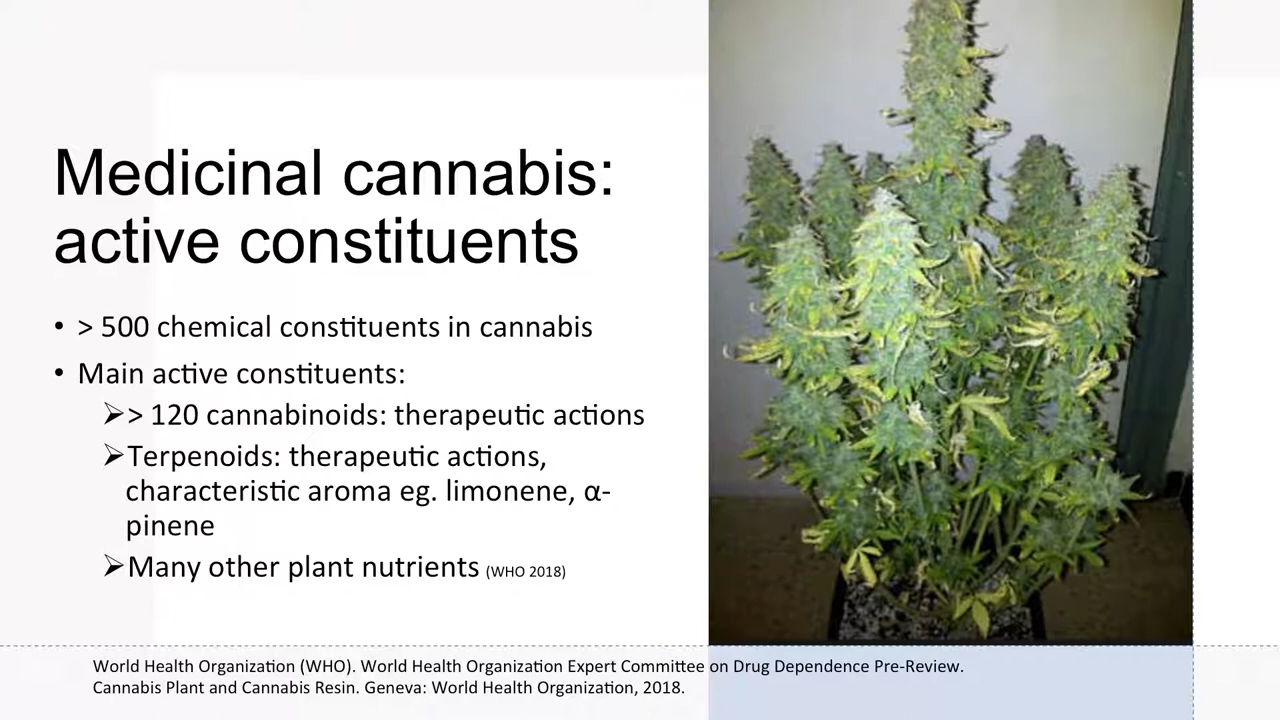 Medicinal cannabis:
active constituents
• > 500 chemical constituents in cannabis
• Main active constituents:
➢> 120 cannabinoids: therapeutic actions
➢Terpenoids: therapeutic actions,
characteristic aroma eg. limonene, α-
pinene
➢Many other plant nutrients (WHO 2018)
World Health Organization (WHO). World Health Organization Expert Committee on Drug Dependence Pre-Review.
Cannabis Plant and Cannabis Resin. Geneva: World Health Organization, 2018.